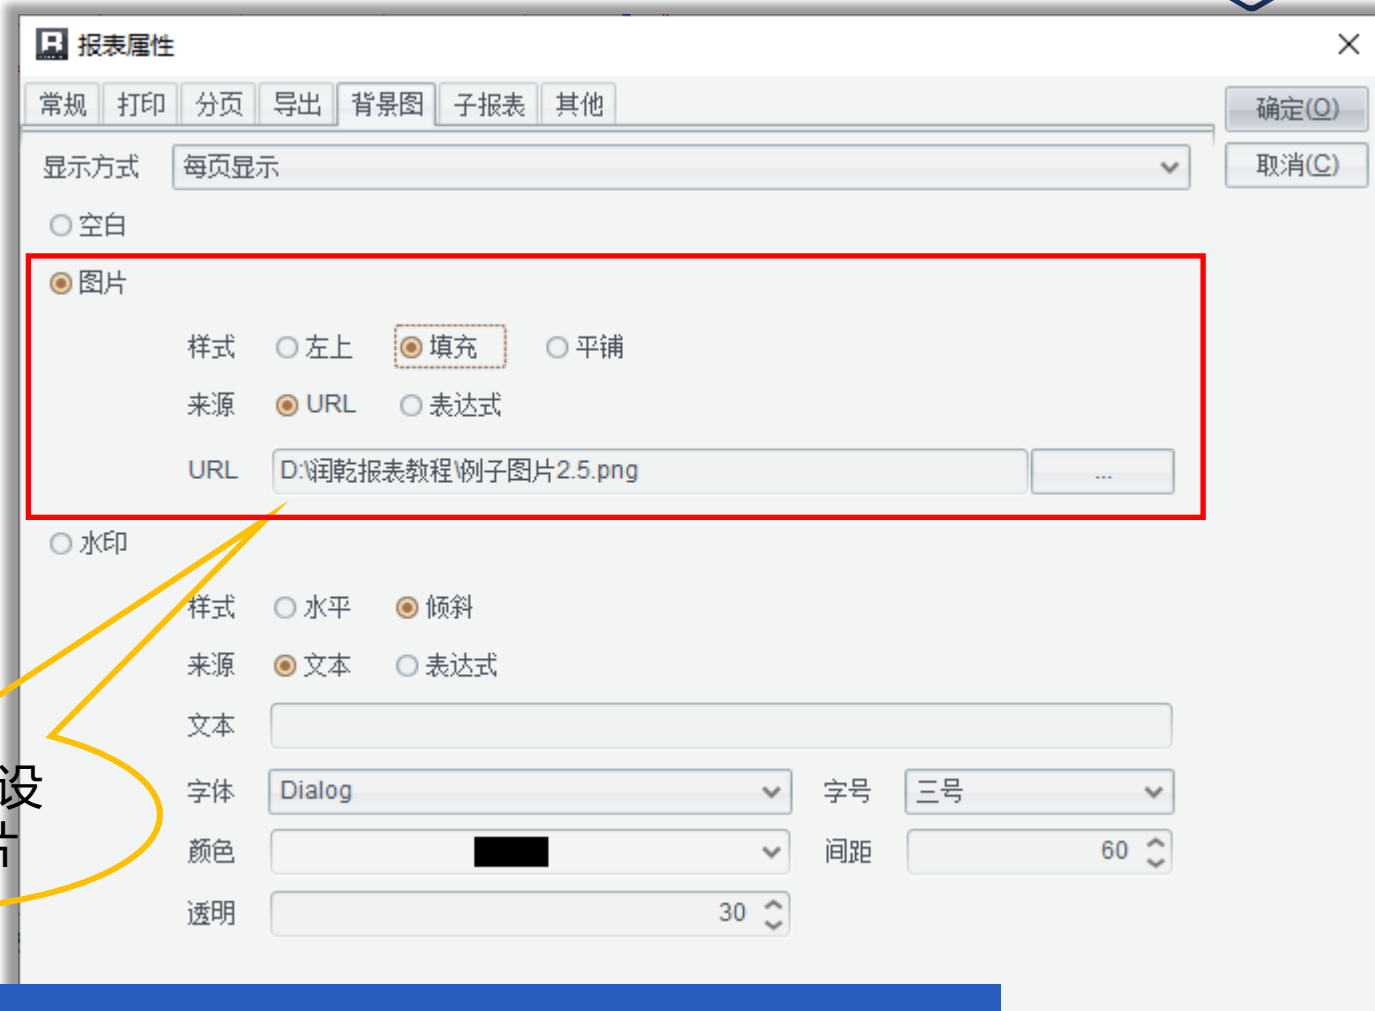 报表属性
常规 打印 分页 导出 背景图 子报表 其他
确定(O)
显示方式 每页显示
取消(C)
空白
图片
样式 左上 填充 平铺
来源 URL 表达式
URL D:\润乾报表教程\例子图片2.5.png ...
水印
样式 水平 倾斜
来源 文本 表达式
文本
设
字体 Dialog 字号 三号
片
颜色 间距 60
透明 30